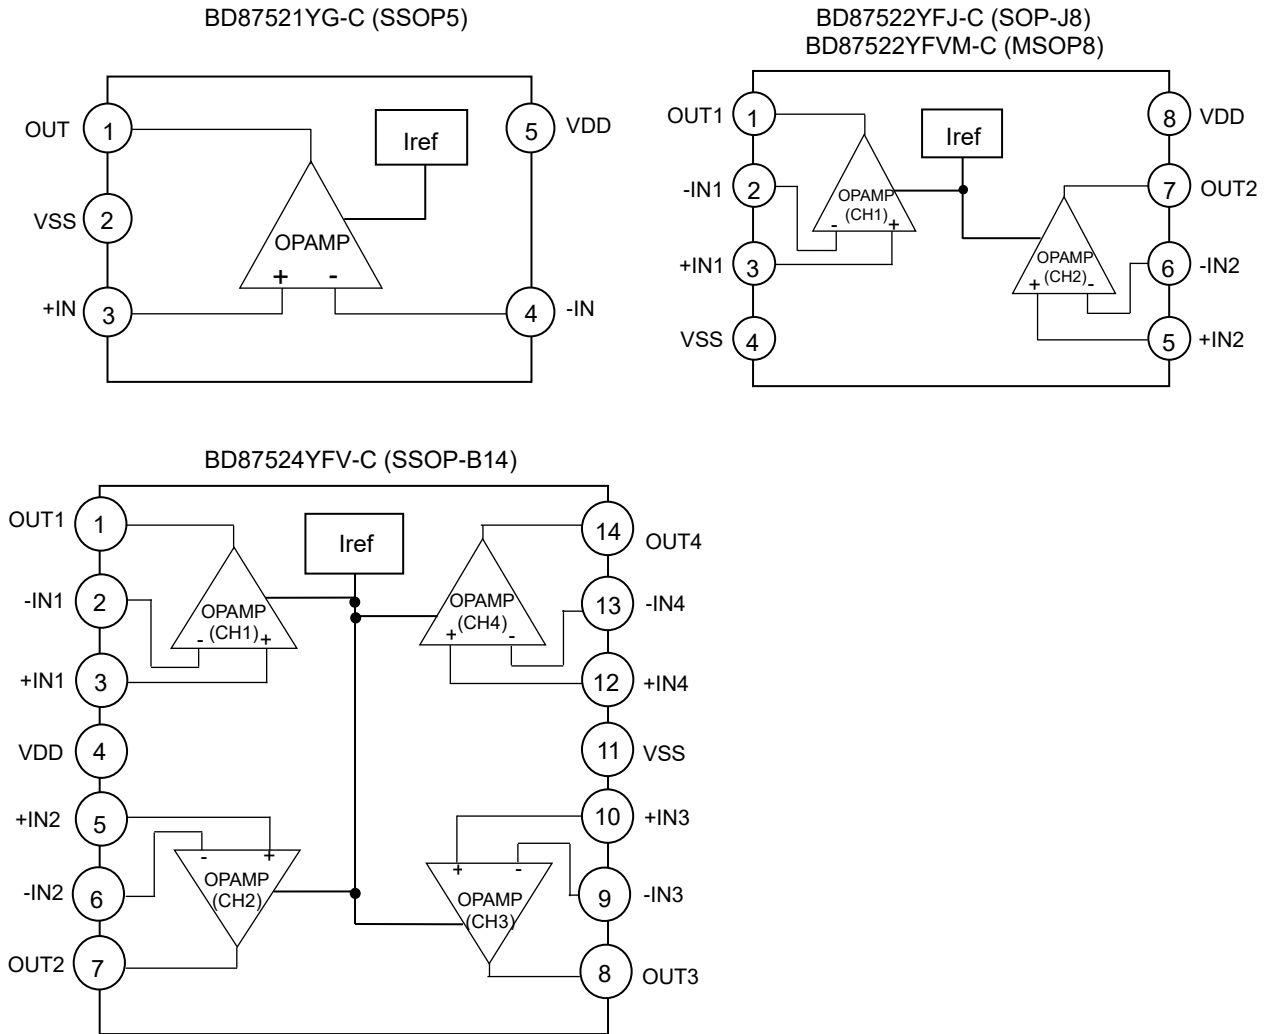 BD87521YG-C (SSOP5)
OUT 1
VSS 2
+IN 3
Iref
OPAMP
+ -
5 VDD
4 -IN
BD87522YFJ-C (SOP-J8)
BD87522YFVM-C (MSOP8)
OUT1 1
-IN1 2
+IN1 3
VSS 4
Iref
OPAMP
(CH1)
- +
OPAMP
(CH2)
+ -
8 VDD
7 OUT2
6 -IN2
5 +IN2
BD87524YFV-C (SSOP-B14)
OUT1 1
-IN1 2
+IN1 3
VDD 4
+IN2 5
-IN2 6
OUT2 7
Iref
OPAMP
(CH1)
- +
OPAMP
(CH4)
+ -
- +
OPAMP
(CH2)
+ -
OPAMP
(CH3)
14 OUT4
13 -IN4
12 +IN4
11 VSS
10 +IN3
9 -IN3
8 OUT3